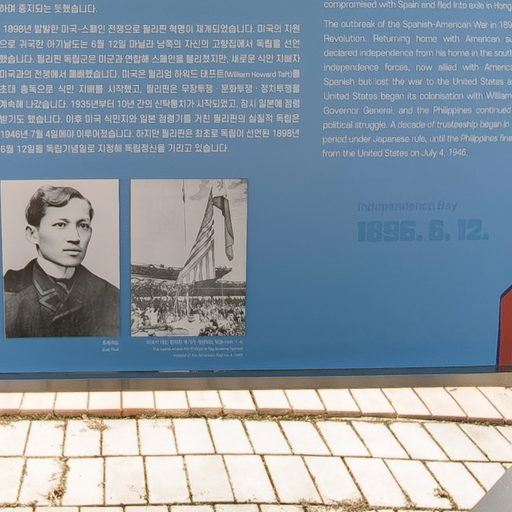 하며 중지되는 듯했습니다.
1898년 발발한 미국-스페인 전쟁으로 필리핀 혁명이 재개되었습니다. 미국의 지원
으로 귀국한 아기날도는 6월 12일 마닐라 남쪽의 자신의 고향집에서 독립을 선언
했습니다. 필리핀 독립군은 미군과 연합해 스페인을 물리쳤지만, 새로운 식민 지배자
미국과의 전쟁에서 패배했습니다. 미국은 윌리엄 하워드 태프트(William Howard Taft)를
초대 총독으로 식민 지배를 시작했고, 필리핀은 무장투쟁·문화투쟁·정치투쟁을
계속해 나갔습니다. 1935년부터 10년 간의 신탁통치가 시작되었고, 잠시 일본에 점령
받기도 했습니다. 이후 미국 식민지와 일본 점령기를 거친 필리핀의 실질적 독립은
1946년 7월 4일에야 이루어졌습니다. 하지만 필리핀은 최초로 독립이 선언된 1898년
6월 12일을 독립기념일로 지정해 독립정신을 기리고 있습니다.
compromised with Spain and fled into exile in Hong
The outbreak of the Spanish-American War in 189
Revolution. Returning home with American su
declared independence from his home in the south
independence forces, now allied with America
Spanish but lost the war to the United States a
United States began its colonisation with William
Governor General, and the Philippines continued
political struggle. A decade of trusteeship began in
period under Japanese rule, until the Philippines fina
from the United States on July 4, 1946.
Independence Day
1896. 6. 12.
호세 리살
José Rizal